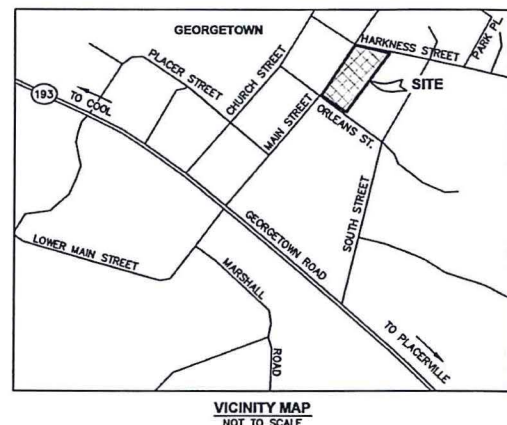 GEORGETOWN
HARKNESS STREET
PARK PL.
PLACER STREET
CHURCH STREET
SITE
193
TO COOL
MAIN STREET
ORLEANS ST.
SOUTH STREET
GEORGETOWN ROAD
LOWER MAIN STREET
MARSHALL
ROAD
TO PLACERVILLE
VICINITY MAP
NOT TO SCALE